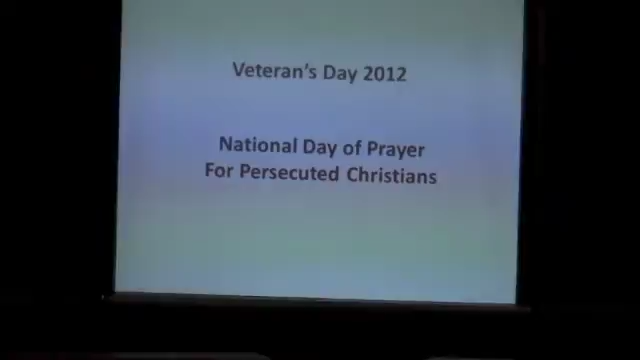 Veteran's Day 2012
National Day of Prayer
For Persecuted Christians